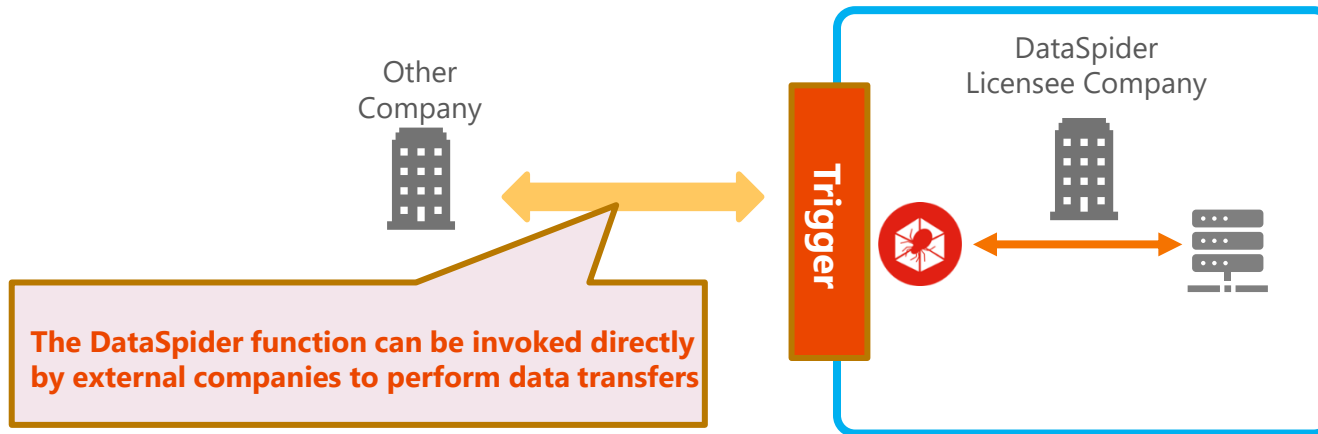 Other
Company
DataSpider
Licensee Company
Trigger
The DataSpider function can be invoked directly
by external companies to perform data transfers